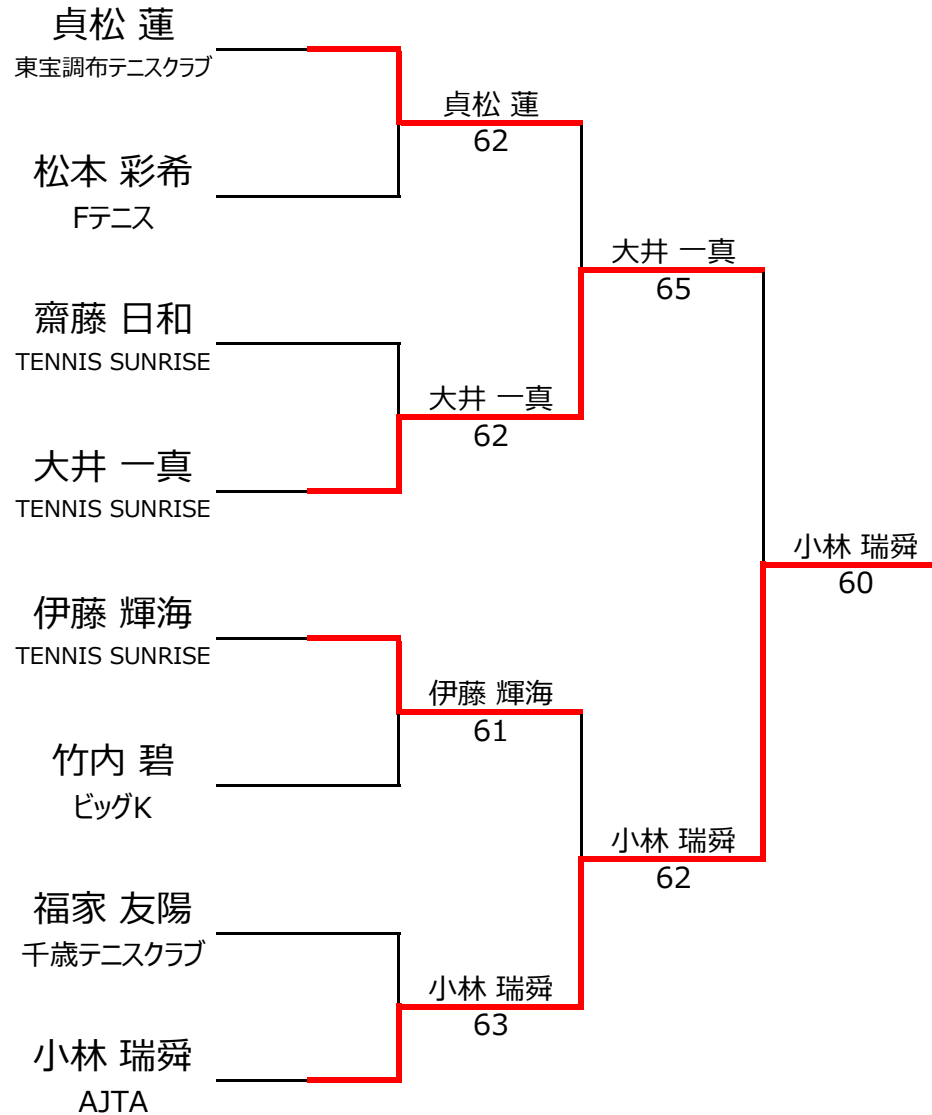 貞松 蓮
東宝調布テニスクラブ
松本 彩希
Fテニス
齋藤 日和
TENNIS SUNRISE
大井 一真
TENNIS SUNRISE
伊藤 輝海
TENNIS SUNRISE
竹内 碧
ビッグK
福家 友陽
千歳テニスクラブ
小林 瑞舜
AJTA
貞松 蓮
62
大井 一真
62
伊藤 輝海
61
小林 瑞舜
63
大井 一真
65
小林 瑞舜
62
小林 瑞舜
60